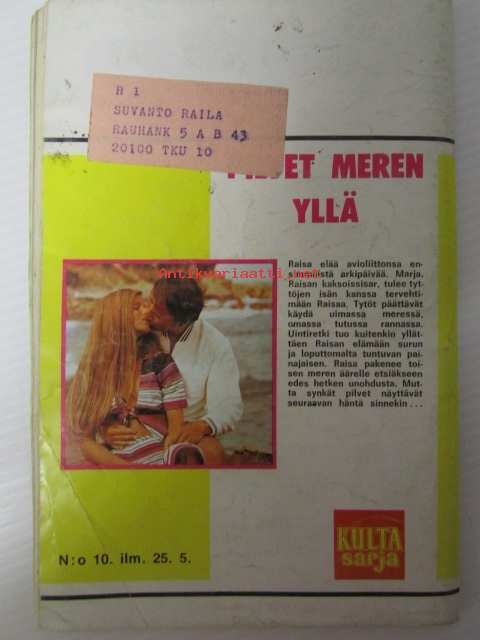 R 1
SUVANTO RAILA
RAUHANK 5 A B 43
20100 TKU 10
MEREN
YLLÄ
Raisa elää avioliittonsa en-
simmäistä arkipäivää. Marja,
Raisan kaksoissisar, tulee tyt-
töjen isän kanssa tervehti-
mään Raisaa. Tytöt päättävät
käydä uimassa meressä,
omassa tutussa rannassa.
Uintiretki tuo kuitenkin yllät-
täen Raisan elämään surun
ja loputtomalta tuntuvan pai-
najaisen. Raisa pakenee toi-
sen meren äärelle etsiäkseen
edes hetken unohdusta. Mut-
ta synkät pilvet näyttävät
seuraavan häntä sinnekin...
Antikvariaatti.net
KULTA
sarja
N:o 10. ilm. 25. 5.